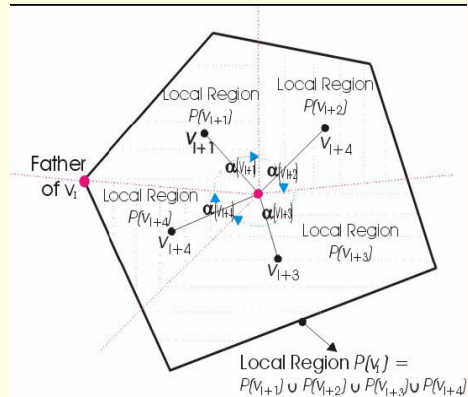 Local Region
P(v_{l+2})
Local Region
P(v_{l+1})
v_{l+1}
v_{l+4}
α(v_{l+1})
α(v_{l+2})
Father
of v_l
Local Region
P(v_{l+4})
α(v_{l+4})
α(v_{l+3})
v_{l+4}
Local Region
P(v_{l+3})
v_{l+3}
Local Region P(v_l) =
P(v_{l+1}) ∪ P(v_{l+2}) ∪ P(v_{l+3}) ∪ P(v_{l+4})